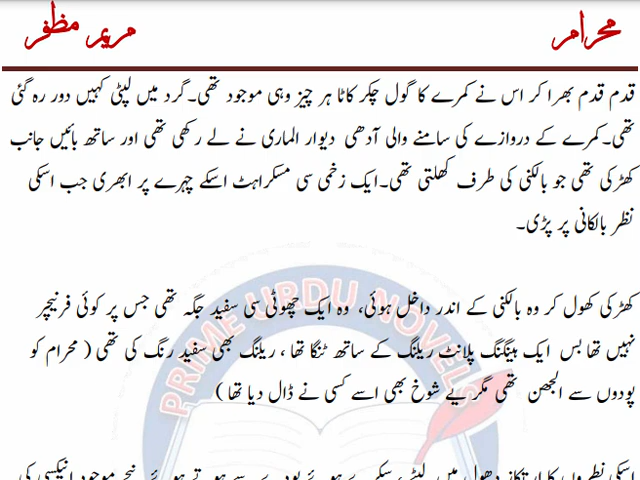 محرام
مریم مظفر
قدم قدم بھرا کر اس نے کمرے کا گول چکر کاٹا ہر چیز وہی موجود تھی۔گرد میں لپٹی کہیں دور رہ گئی
تھی۔کمرے کے دروازے کی سامنے والی آدھی دیوار الماری نے لے رکھی تھی اور ساتھ بائیں جانب
کھڑکی تھی جو بالکنی کی طرف کھلتی تھی۔ایک زخمی سی مسکراہٹ اسکے چہرے پر ابھری جب اسکی
نظر بالکانی پر پڑی۔
کھڑکی کھول کر وہ بالکنی کے اندر داخل ہوئی، وہ ایک چھوٹی سی سفید جگہ تھی جس پر کوئی فرنیچر
نہیں تھا بس ایک ہینگنگ پلانٹ ریلنگ کے ساتھ ٹنگا تھا ، ریلنگ بھی سفید رنگ کی تھی ( محرام کو
پودوں سے الجھن تھی مگر یے شوخ بھی اسے کسی نے ڈال دیا تھا)
PRIME URDU NOVELS